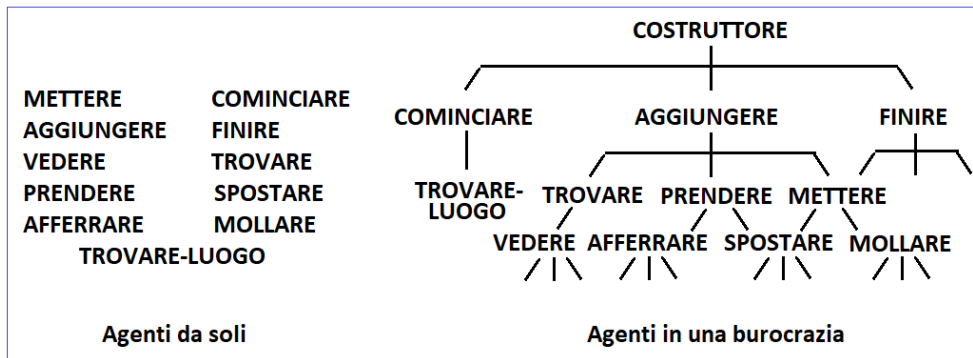 METTERE COMINCIARE
AGGIUNGERE FINIRE
VEDERE TROVARE
PRENDERE SPOSTARE
AFFERRARE MOLLARE
TROVARE-LUOGO
Agenti da soli
COSTRUTTORE
COMINCIARE AGGIUNGERE FINIRE
TROVARE-
LUOGO
TROVARE PRENDERE METTERE
VEDERE AFFERRARE SPOSTARE MOLLARE
Agenti in una burocrazia